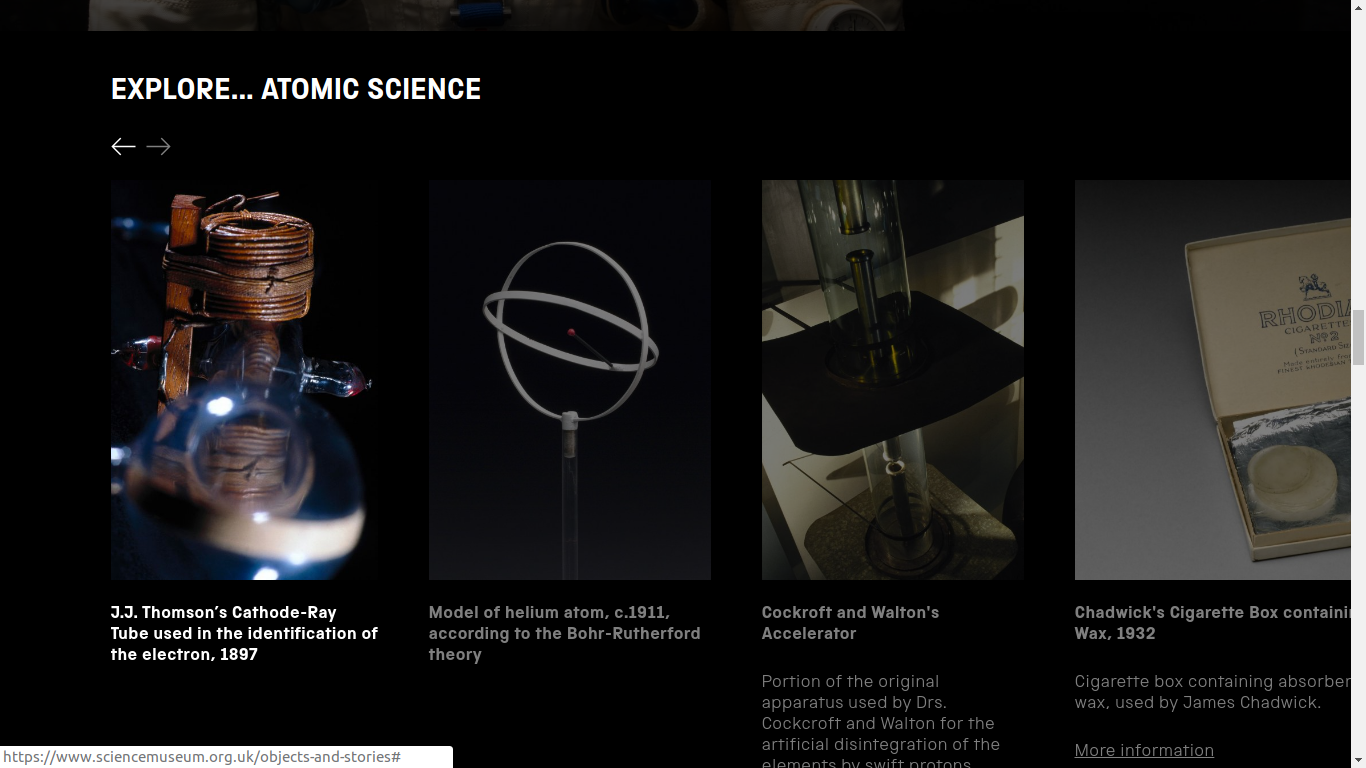 EXPLORE... ATOMIC SCIENCE
RHODIA
CIGARETTE
Nº2
(STANDARD
Made entirely from
FINEST RHODESIAN
J.J. Thomson’s Cathode-Ray
Tube used in the identification of
the electron, 1897
Model of helium atom, c.1911,
according to the Bohr-Rutherford
theory
Cockroft and Walton's
Accelerator
Portion of the original
apparatus used by Drs.
Cockcroft and Walton for the
artificial disintegration of the
elements by swift protons
Chadwick's Cigarette Box containi
Wax, 1932
Cigarette box containing absorber
wax, used by James Chadwick.
More information
https://www.sciencemuseum.org.uk/objects-and-stories#